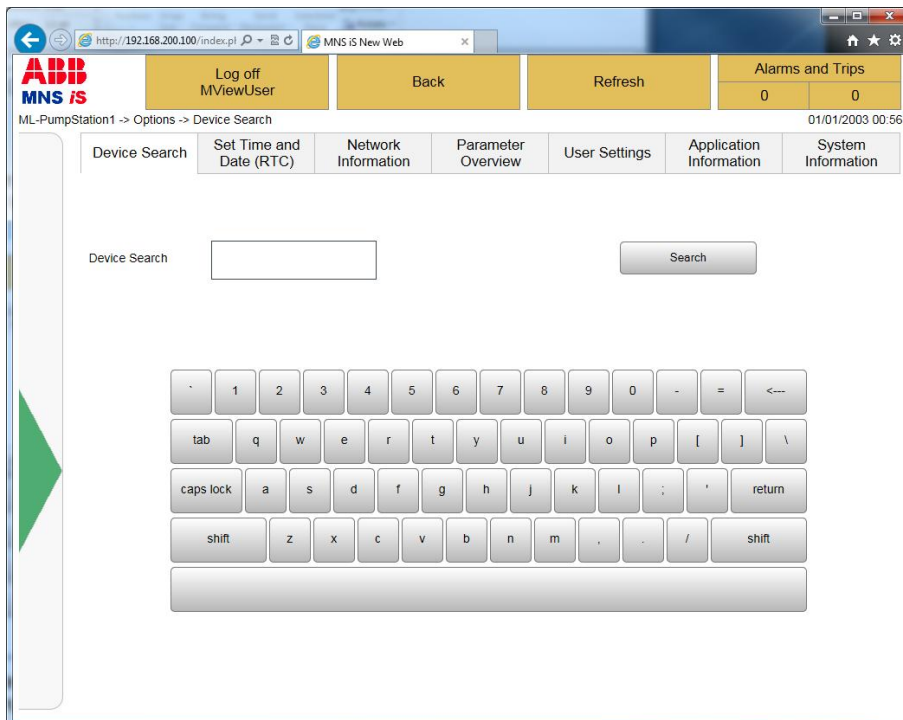 http://192.168.200.100/index.pl
MNS iS New Web
ABB
MNS iS
Log off
MViewUser
Back
Refresh
Alarms and Trips
0 0
ML-PumpStation1 -> Options -> Device Search
01/01/2003 00:56
Device Search
Set Time and
Date (RTC)
Network
Information
Parameter
Overview
User Settings
Application
Information
System
Information
Device Search
Search
` 1 2 3 4 5 6 7 8 9 0 - = <---
tab q w e r t y u i o p [ ] \
caps lock a s d f g h j k l ; ' return
shift z x c v b n m , . / shift